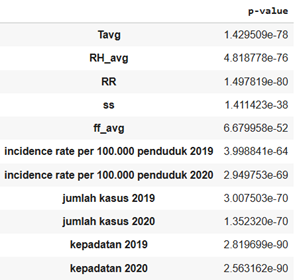 p-value
Tavg 1.429509e-78
RH_avg 4.818778e-76
RR 1.497819e-80
ss 1.411423e-38
ff_avg 6.679958e-52
incidence rate per 100.000 penduduk 2019 3.998841e-64
incidence rate per 100.000 penduduk 2020 2.949753e-69
jumlah kasus 2019 3.007503e-70
jumlah kasus 2020 1.352320e-70
kepadatan 2019 2.819699e-90
kepadatan 2020 2.563162e-90